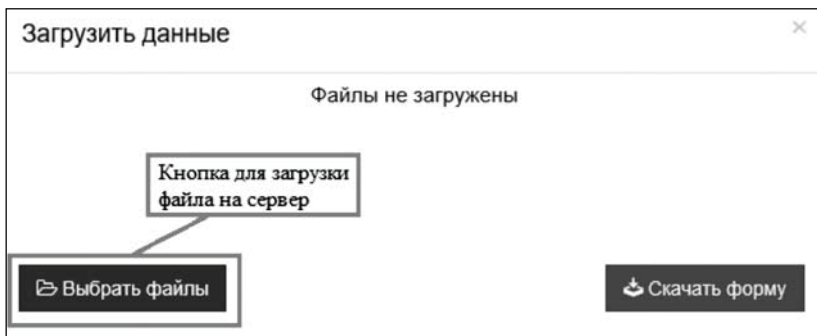 Загрузить данные
×
Файлы не загружены
Кнопка для загрузки
файла на сервер
Выбрать файлы
Скачать форму